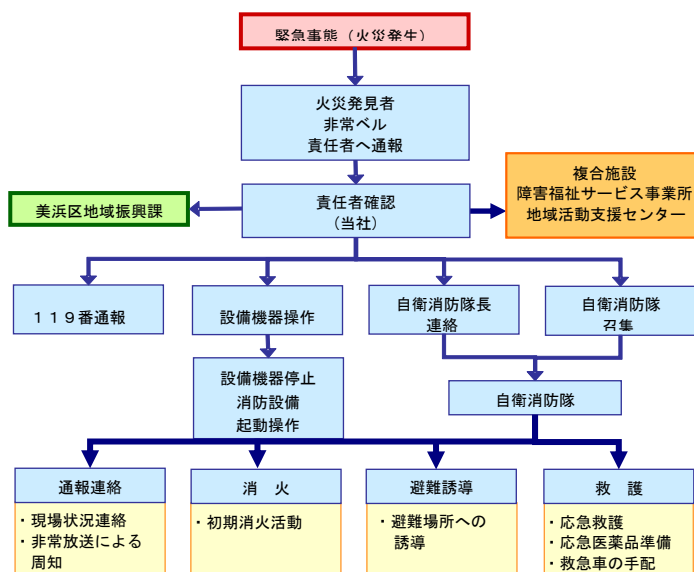 緊急事態（火災発生）
火災発見者
非常ベル
責任者へ通報
複合施設
障害福祉サービス事業所
地域活動支援センター
美浜区地域振興課
責任者確認
（当社）
１１９番通報
設備機器操作
自衛消防隊長
連絡
自衛消防隊
召集
設備機器停止
消防設備
起動操作
自衛消防隊
通報連絡
消　火
避難誘導
救　護
・現場状況連絡
・非常放送による
周知
・初期消火活動
・避難場所への
誘導
・応急救護
・応急医薬品準備
・救急車の手配